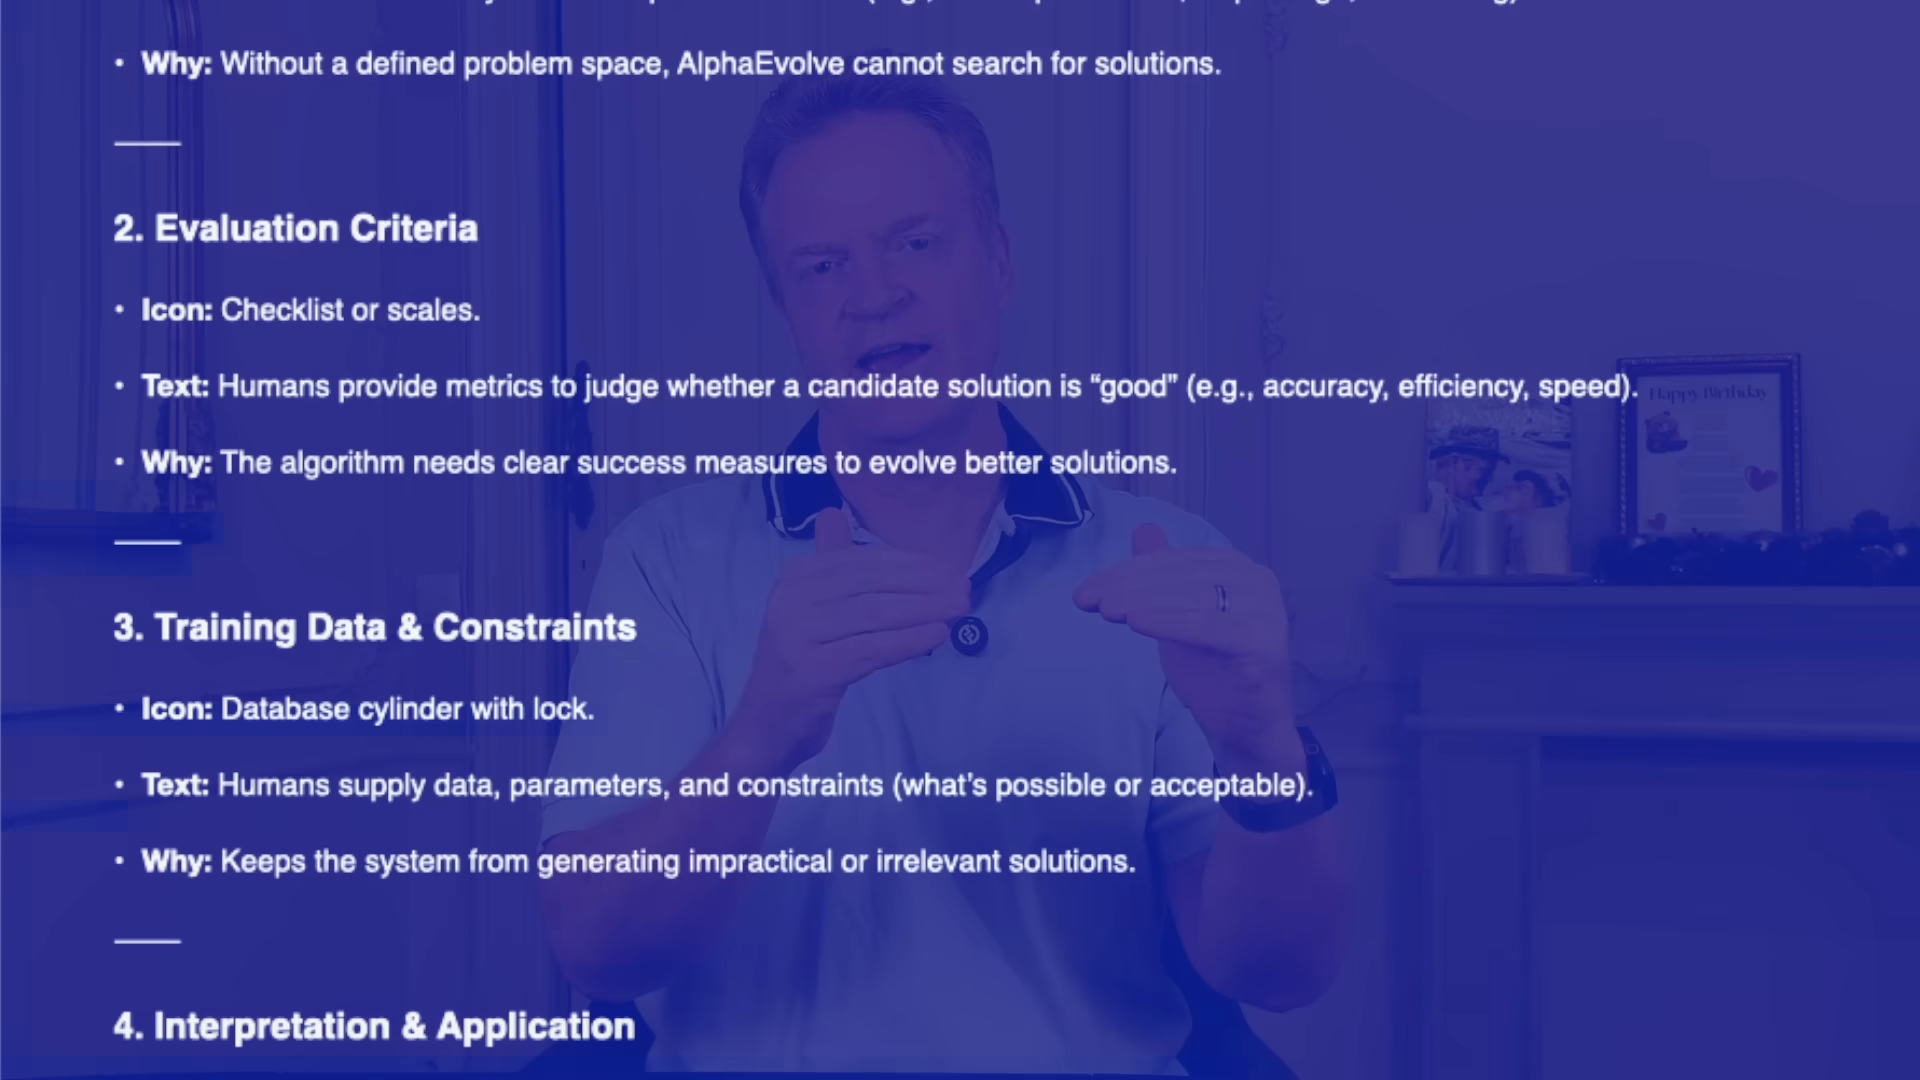 • Why: Without a defined problem space, AlphaEvolve cannot search for solutions.
2. Evaluation Criteria
• Icon: Checklist or scales.
• Text: Humans provide metrics to judge whether a candidate solution is “good” (e.g., accuracy, efficiency, speed).
Happy Birthday
• Why: The algorithm needs clear success measures to evolve better solutions.
3. Training Data & Constraints
• Icon: Database cylinder with lock.
• Text: Humans supply data, parameters, and constraints (what’s possible or acceptable).
• Why: Keeps the system from generating impractical or irrelevant solutions.
4. Interpretation & Application